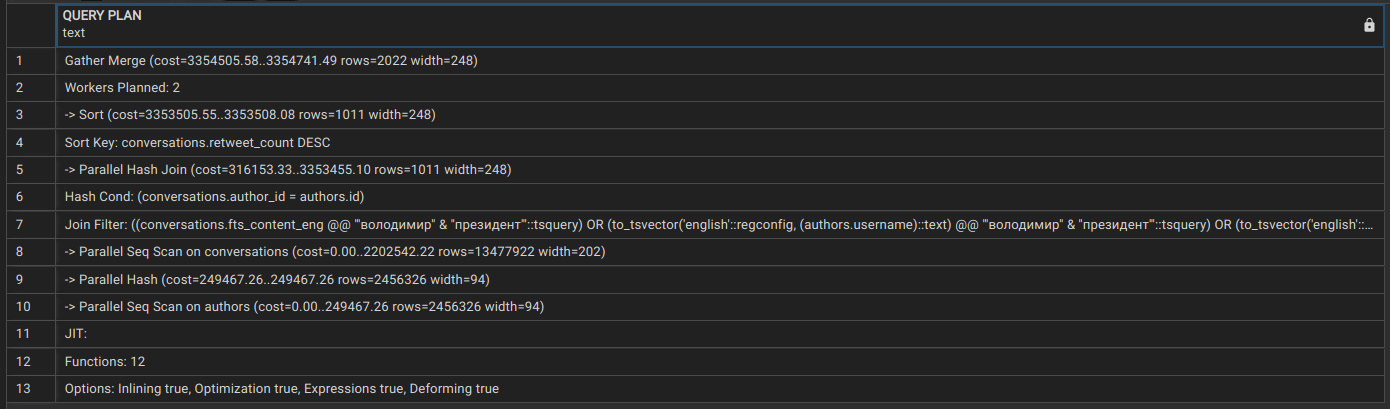 QUERY PLAN
text
1 Gather Merge (cost=3354505.58..3354741.49 rows=2022 width=248)
2 Workers Planned: 2
3 -> Sort (cost=3353505.55..3353508.08 rows=1011 width=248)
4 Sort Key: conversations.retweet_count DESC
5 -> Parallel Hash Join (cost=316153.33..3353455.10 rows=1011 width=248)
6 Hash Cond: (conversations.author_id = authors.id)
7 Join Filter: ((conversations.fts_content_eng @@ '"володимир" & "президент"'::tsquery) OR (to_tsvector('english'::regconfig, (authors.username)::text) @@ '"володимир" & "президент"'::tsquery) OR (to_tsvector('english'::...
8 -> Parallel Seq Scan on conversations (cost=0.00..2202542.22 rows=13477922 width=202)
9 -> Parallel Hash (cost=249467.26..249467.26 rows=2456326 width=94)
10 -> Parallel Seq Scan on authors (cost=0.00..249467.26 rows=2456326 width=94)
11 JIT:
12 Functions: 12
13 Options: Inlining true, Optimization true, Expressions true, Deforming true